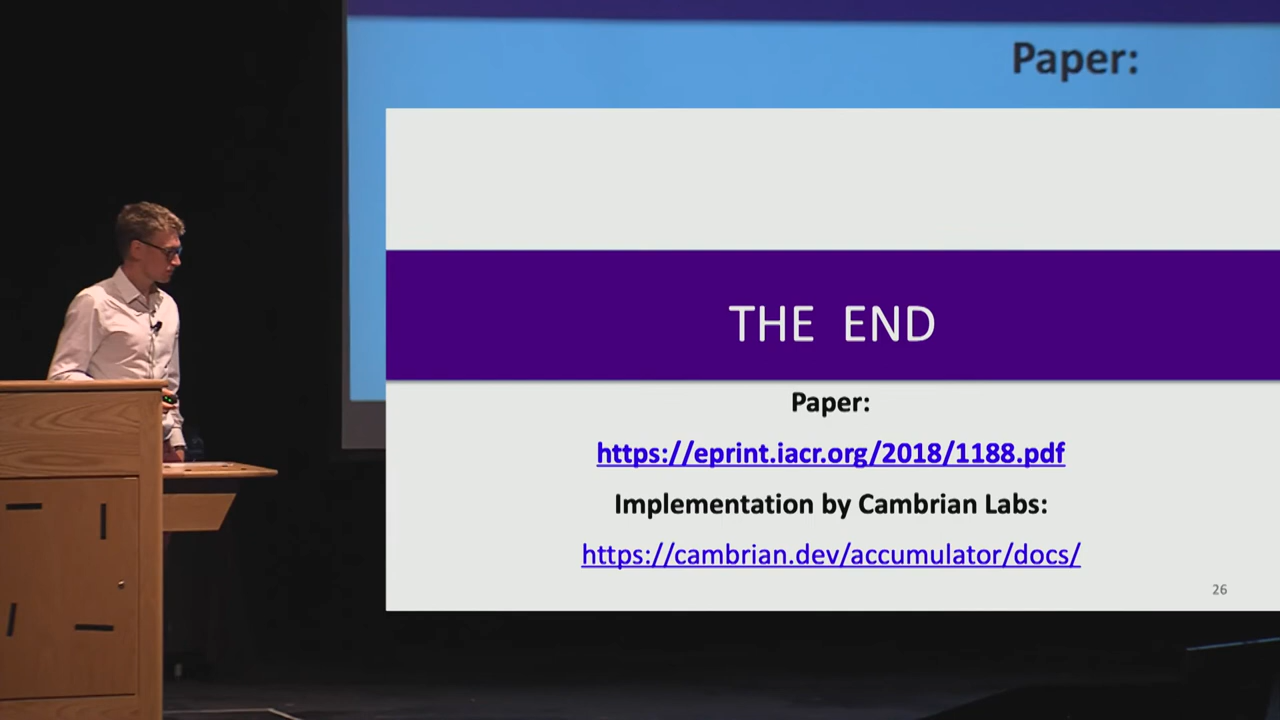 Paper:
THE END
Paper:
https://eprint.iacr.org/2018/1188.pdf
Implementation by Cambrian Labs:
https://cambrian.dev/accumulator/docs/
26